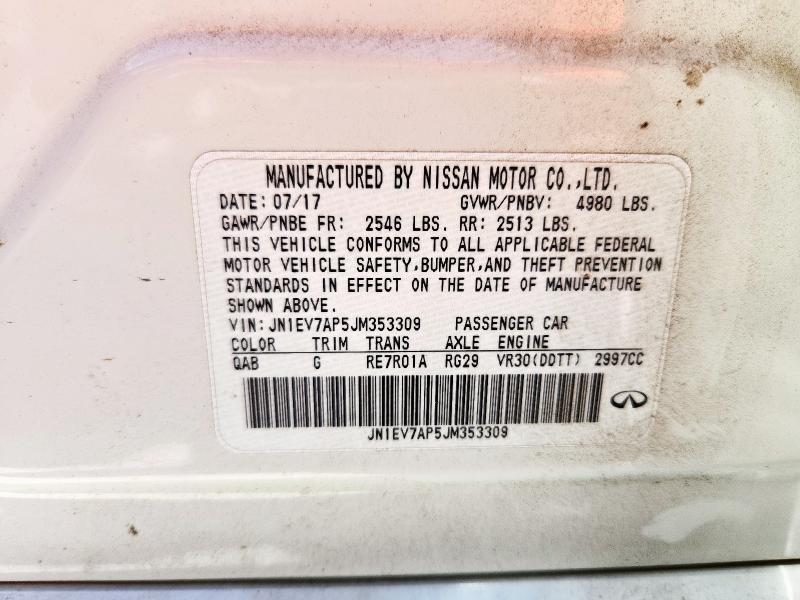 MANUFACTURED BY NISSAN MOTOR CO.,LTD.
DATE: 07/17 GVWR/PNBV: 4980 LBS.
GAWR/PNBE FR: 2546 LBS. RR: 2513 LBS.
THIS VEHICLE CONFORMS TO ALL APPLICABLE FEDERAL
MOTOR VEHICLE SAFETY,BUMPER,AND THEFT PREVENTION
STANDARDS IN EFFECT ON THE DATE OF MANUFACTURE
SHOWN ABOVE.
VIN:JN1EV7AP5JM353309 PASSENGER CAR
COLOR TRIM TRANS AXLE ENGINE
QAB G RE7R01A RG29 VR30(DDTT) 2997CC
JN1EV7AP5JM353309